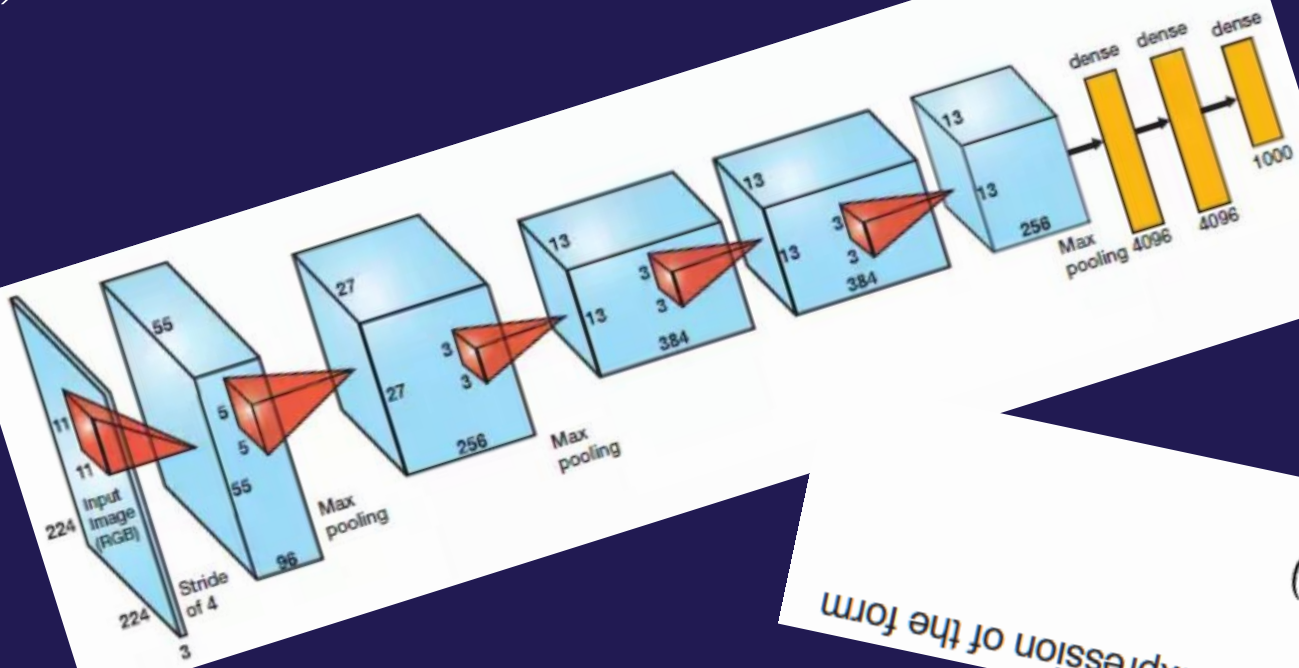 11
11
Input
Image
(RGB)
224
224
3
Stride
of 4
55
5
5
55
96
Max
pooling
27
3
3
27
256
Max
pooling
13
3
3
13
384
13
3
3
13
384
13
13
256
Max
pooling
dense
4096
dense
4096
dense
1000
of the form